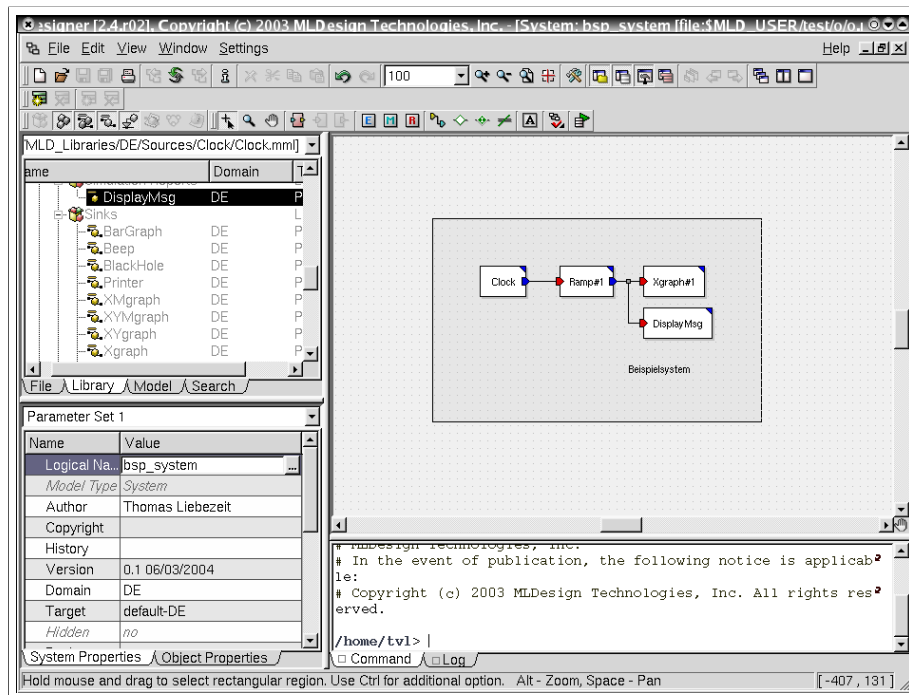 esigner [2.4.r02], Copyright (c) 2003 MLDesign Technologies, Inc. - [System: bsp_system [file:$MLD_USER/test/o/o.
File Edit View Window Settings Help
100
E M R A
MLD_Libraries/DE/Sources/Clock/Clock.mml]
ame Domain T
Simulation Reports
DisplayMsg DE P
Sinks L
BarGraph DE P
Beep DE P
BlackHole DE P
Printer DE P
XMgraph DE P
XYMgraph DE P
XYgraph DE P
Xgraph DE P
File Library Model Search
Parameter Set 1
Name Value
Logical Na... bsp_system ...
Model Type System
Author Thomas Liebezeit
Copyright
History
Version 0.1 06/03/2004
Domain DE
Target default-DE
Hidden no
System Properties Object Properties
Clock Ramp#1 Xgraph#1
DisplayMsg
Beispielsystem
# MLDesign Technologies, Inc.
# In the event of publication, the following notice is applicab
le:
# Copyright (c) 2003 MLDesign Technologies, Inc. All rights res
erved.
/home/tvl>
Command Log
Hold mouse and drag to select rectangular region. Use Ctrl for additional option. Alt - Zoom, Space - Pan [-407 , 131 ]